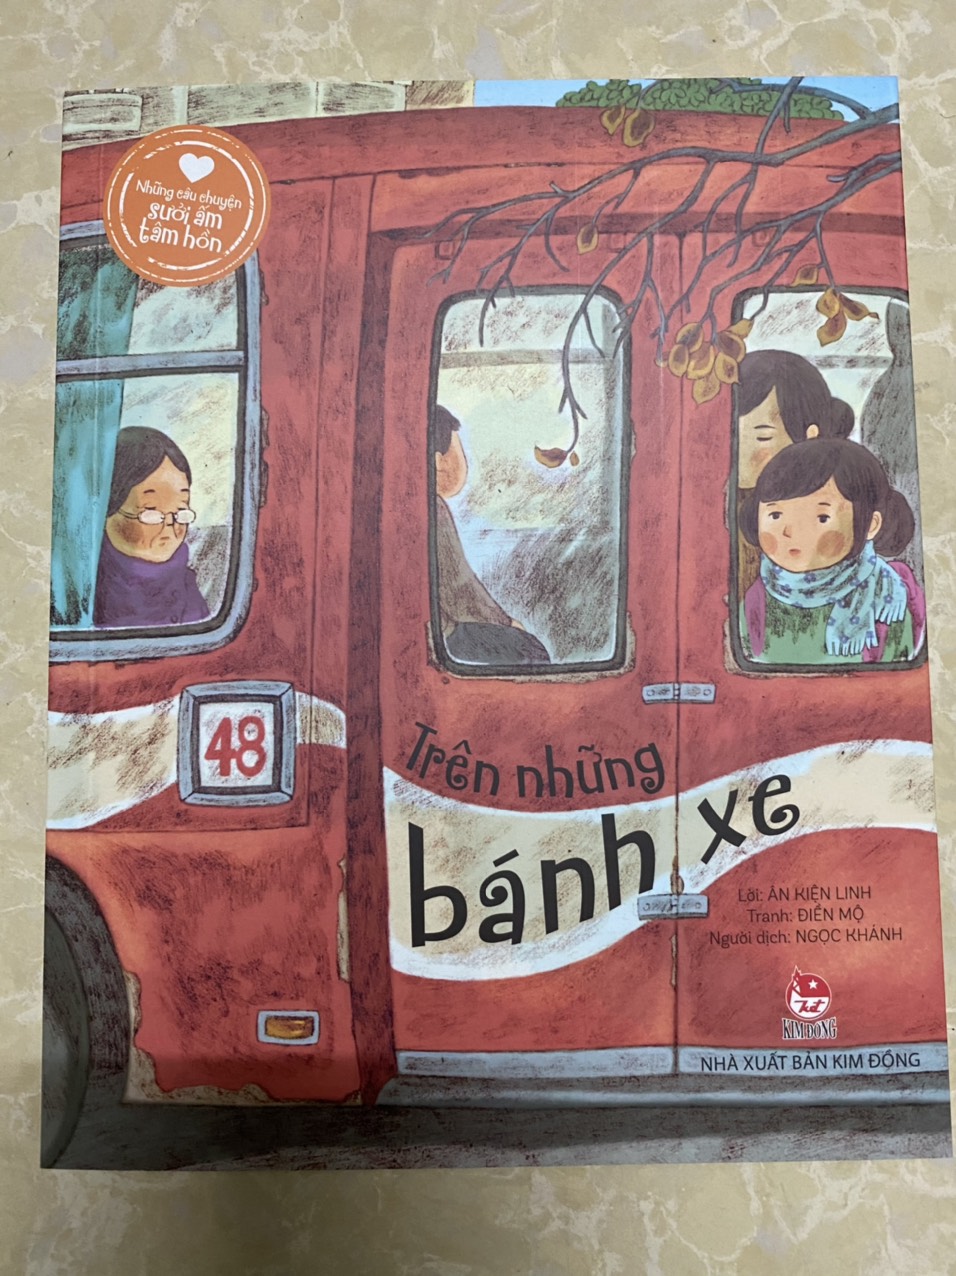 Những câu chuyện
sưởi ấm
tâm hồn
48
Trên những
bánh xe
Lời: ÂN KIỆN LINH
Tranh: ĐIỀN MỘ
Người dịch: NGỌC KHÁNH
KIM ĐỒNG
NHÀ XUẤT BẢN KIM ĐỒNG